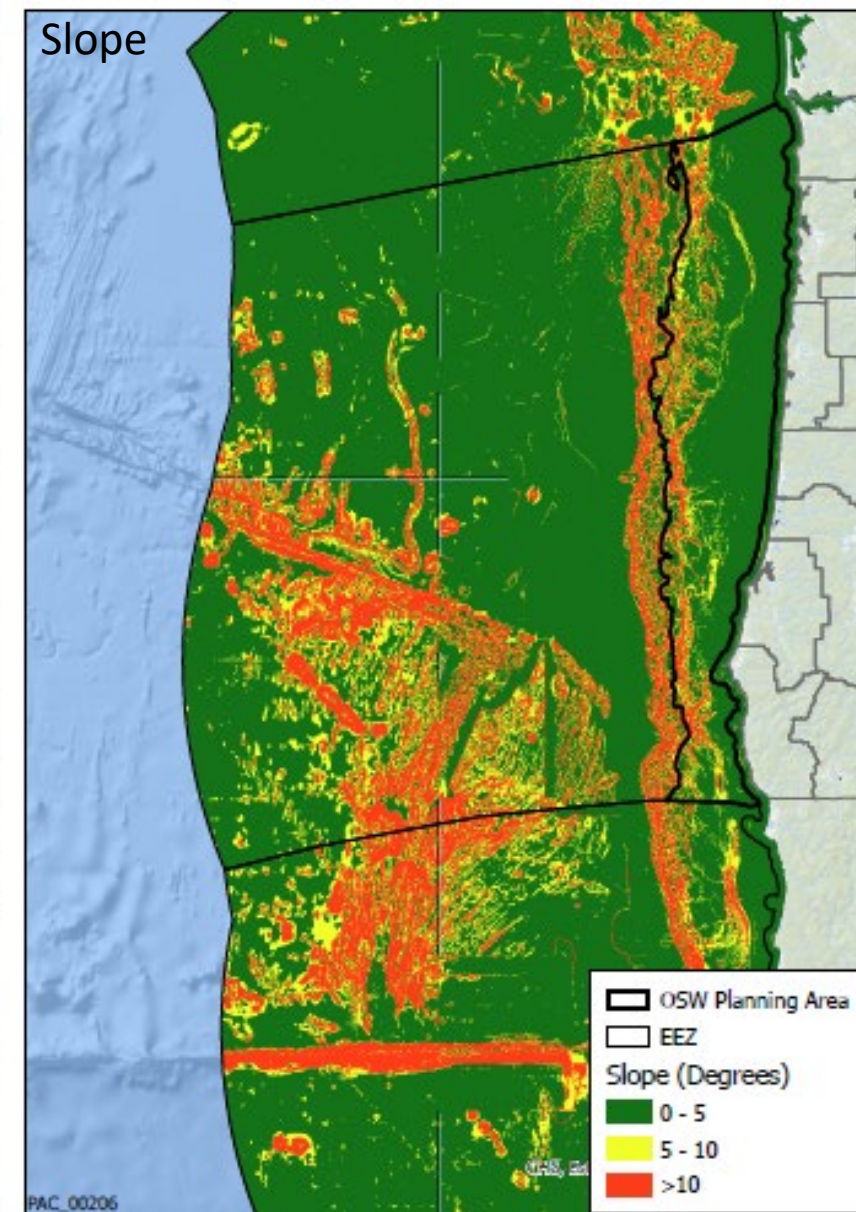 Slope
OSW Planning Area
EEZ
Slope (Degrees)
0 - 5
5 - 10
>10
PAC_00206